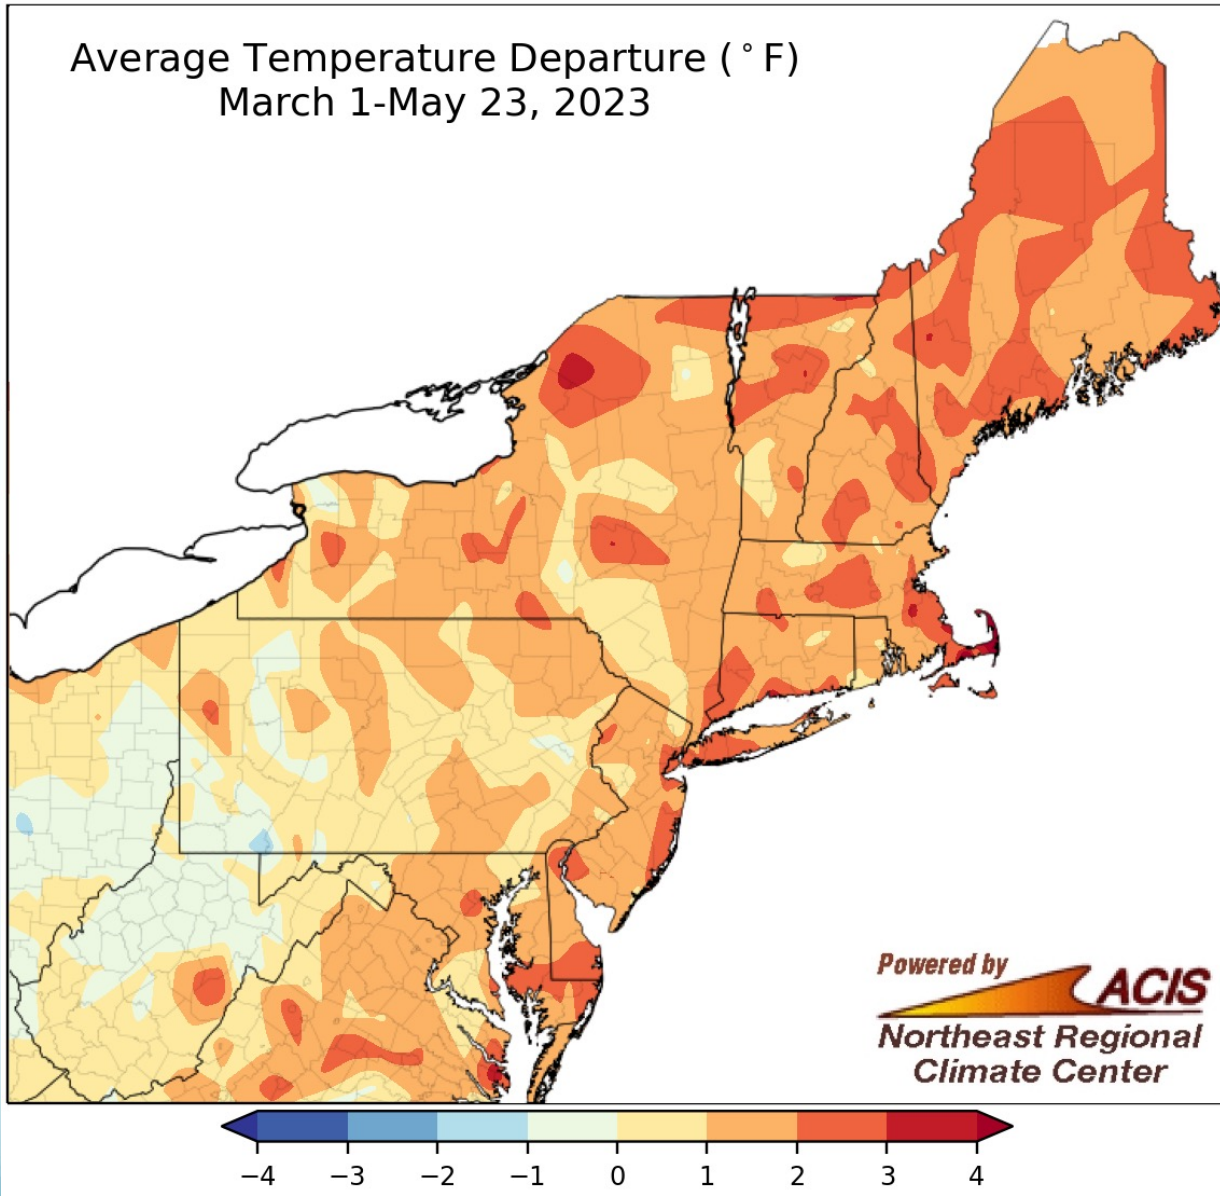 Average Temperature Departure (°F)
March 1-May 23, 2023
Powered by
ACIS
Northeast Regional
Climate Center
−4 −3 −2 −1 0 1 2 3 4